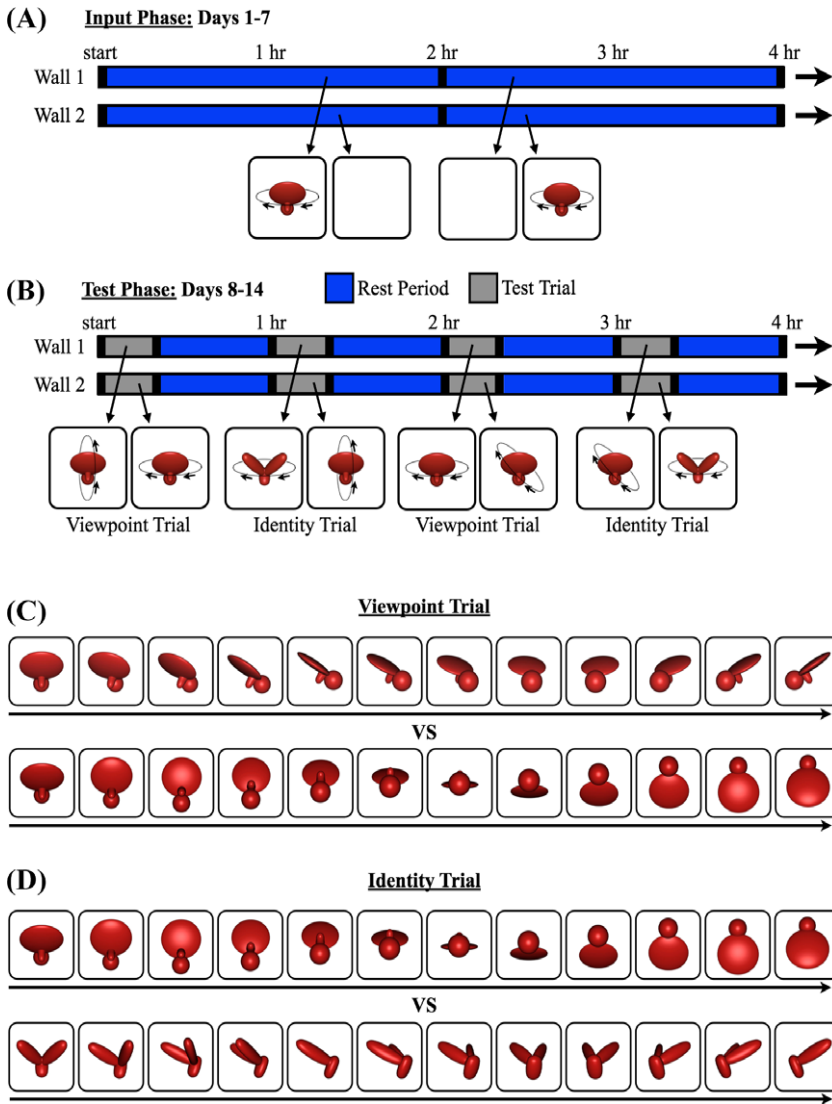 (A) Input Phase: Days 1-7
start 1 hr 2 hr 3 hr 4 hr
Wall 1
Wall 2
(B) Test Phase: Days 8-14 Rest Period Test Trial
start 1 hr 2 hr 3 hr 4 hr
Wall 1
Wall 2
Viewpoint Trial Identity Trial Viewpoint Trial Identity Trial
(C) Viewpoint Trial
VS
(D) Identity Trial
VS